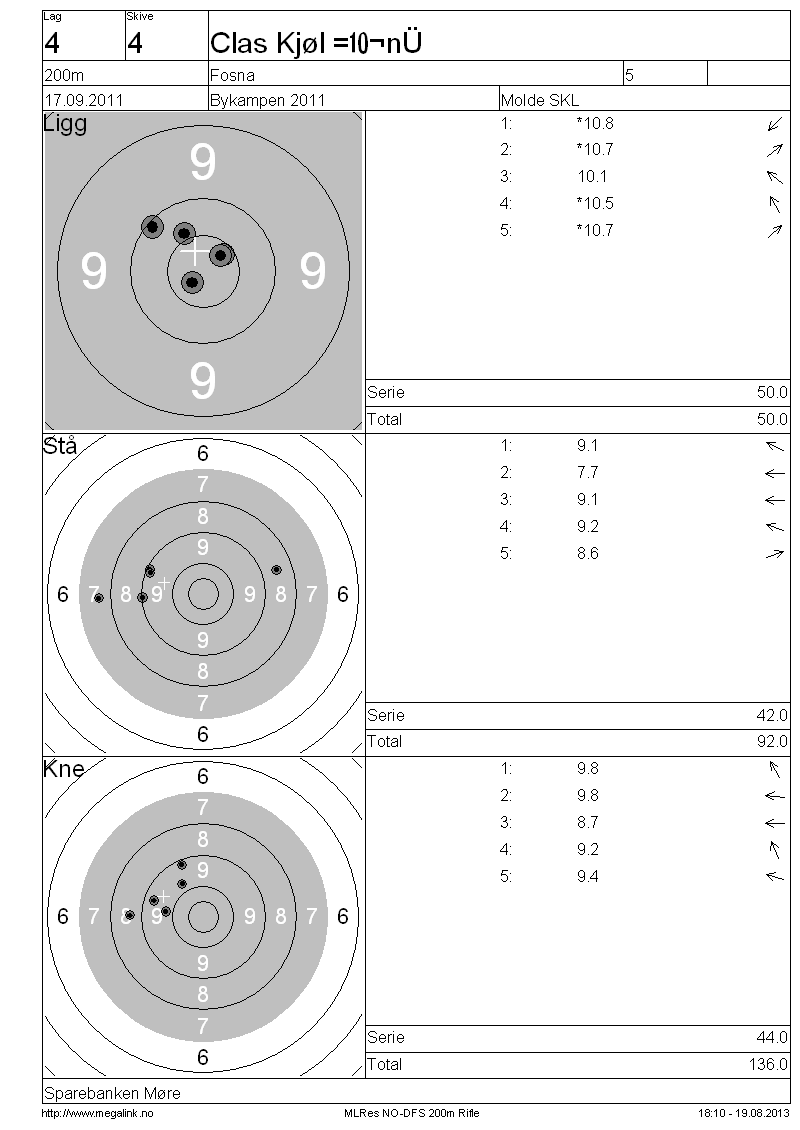 Lag Skive
4 4 Clas Kjøl =10¬nÜ
200m Fosna 5
17.09.2011 Bykampen 2011 Molde SKL
Ligg
9
9 9
9
1: *10.8
2: *10.7
3: 10.1
4: *10.5
5: *10.7
Serie 50.0
Total 50.0
Stå
6
7
8
9
6 7 8 9 9 8 7 6
9
8
7
6
1: 9.1
2: 7.7
3: 9.1
4: 9.2
5: 8.6
Serie 42.0
Total 92.0
Kne
6
7
8
9
6 7 8 9 9 8 7 6
9
8
7
6
1: 9.8
2: 9.8
3: 8.7
4: 9.2
5: 9.4
Serie 44.0
Total 136.0
Sparebanken Møre
http://www.megalink.no MLRes NO-DFS 200m Rifle 18:10 - 19.08.2013